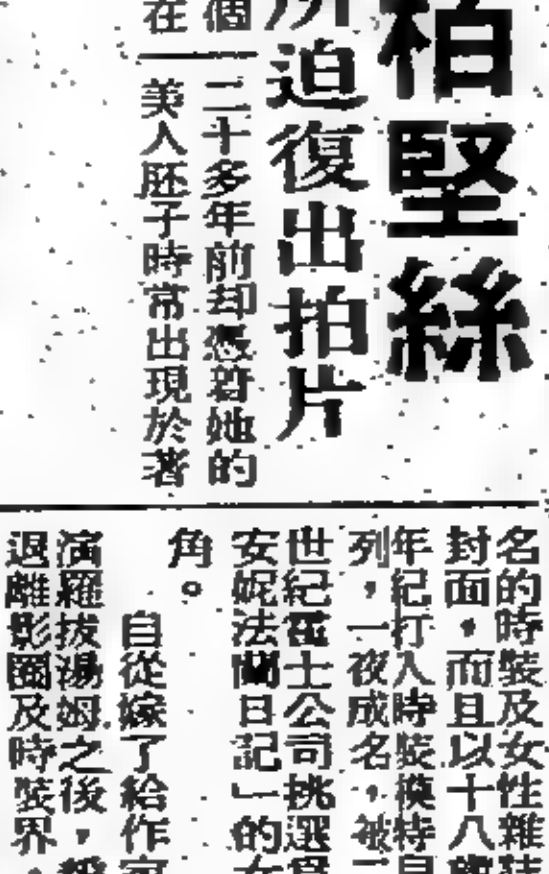 柏堅絲
所迫復出拍片
個
二十多年前却憑着她的
在
美人胚子時常出現於著
名的時裝及女性雜誌
封面，而且以十八歲
年紀打入時裝模特兒
列，一夜成名，被
世紀霍士公司挑選爲
安妮法蘭日記」的女
角。
自從嫁了給作家
演羅拔湯姆之後，
退離影圈及時裝界。